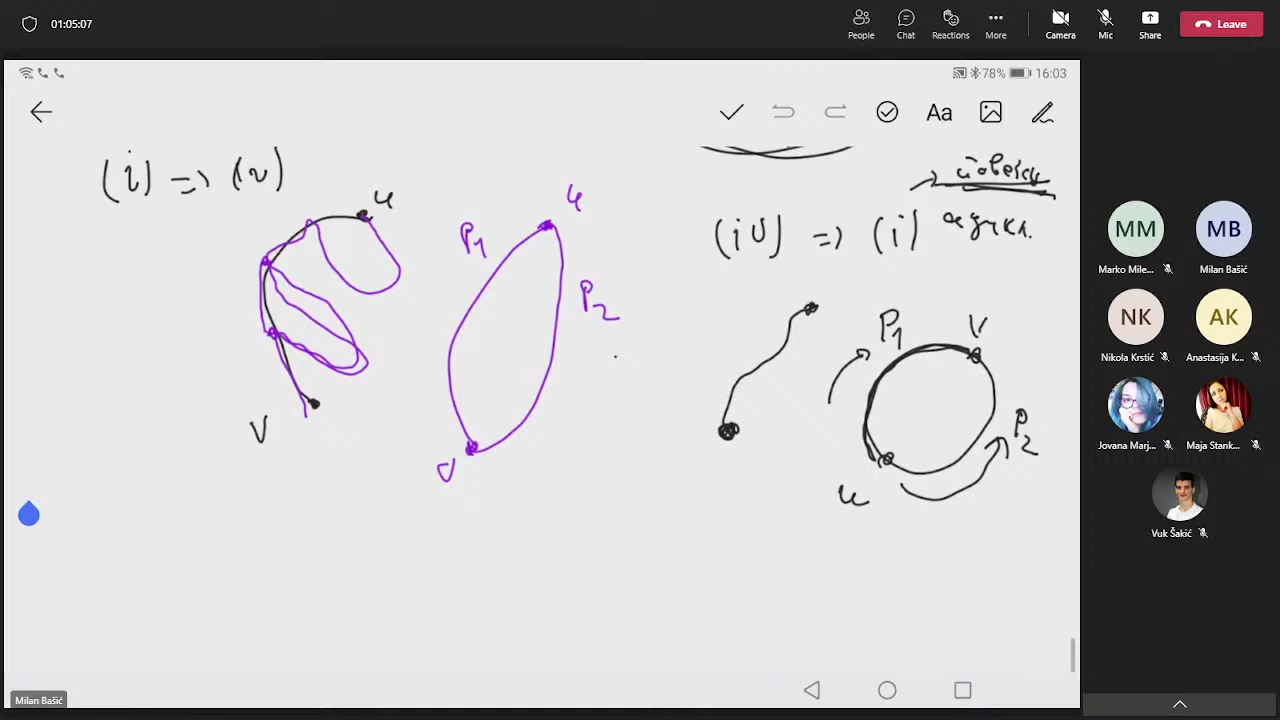 01:05:07
People Chat Reactions More Camera Mic Share Leave
78% 16:03
Aa
(i) => (iv)
u
P1
u
P2
v
v
(iv) => (i)
P1
v
P2
u
MM
MB
Marko Mile...
Milan Bašić
NK
AK
Nikola Krstić
Anastasija K...
Jovana Marj...
Maja Stank...
Vuk Šakić
Milan Bašić